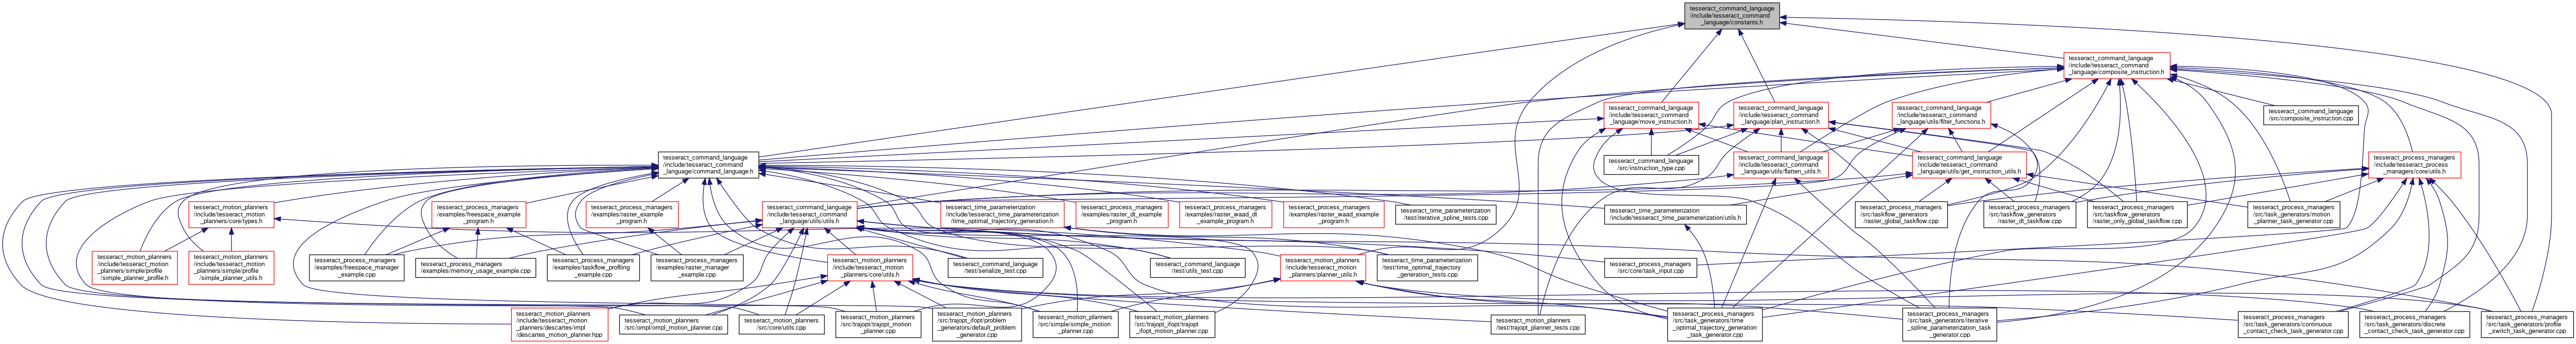 tesseract_command_language
/include/tesseract_command
_language/constants.h
tesseract_command_language
/include/tesseract_command
_language/composite_instruction.h
tesseract_command_language
/include/tesseract_command
_language/move_instruction.h
tesseract_command_language
/include/tesseract_command
_language/plan_instruction.h
tesseract_command_language
/include/tesseract_command
_language/utils/filter_functions.h
tesseract_command_language
/src/composite_instruction.cpp
tesseract_command_language
/include/tesseract_command
_language/command_language.h
tesseract_command_language
/src/instruction_type.cpp
tesseract_command_language
/include/tesseract_command
_language/utils/flatten_utils.h
tesseract_command_language
/include/tesseract_command
_language/utils/get_instruction_utils.h
tesseract_process_managers
/include/tesseract_process
_managers/core/utils.h
tesseract_motion_planners
/include/tesseract_motion
_planners/core/types.h
tesseract_process_managers
/examples/freespace_example
_program.h
tesseract_process_managers
/examples/raster_example
_program.h
tesseract_command_language
/include/tesseract_command
_language/utils/utils.h
tesseract_time_parameterization
/include/tesseract_time_parameterization
/time_optimal_trajectory_generation.h
tesseract_process_managers
/examples/raster_dt_example
_program.h
tesseract_process_managers
/examples/raster_waad_dt
_example_program.h
tesseract_process_managers
/examples/raster_waad_example
_program.h
tesseract_time_parameterization
/test/iterative_spline_tests.cpp
tesseract_time_parameterization
/include/tesseract_time_parameterization/utils.h
tesseract_process_managers
/src/taskflow_generators
/raster_global_taskflow.cpp
tesseract_process_managers
/src/taskflow_generators
/raster_dt_taskflow.cpp
tesseract_process_managers
/src/taskflow_generators
/raster_only_global_taskflow.cpp
tesseract_process_managers
/src/task_generators/motion
_planner_task_generator.cpp
tesseract_motion_planners
/include/tesseract_motion
_planners/simple/profile
/simple_planner_profile.h
tesseract_motion_planners
/include/tesseract_motion
_planners/simple/profile
/simple_planner_utils.h
tesseract_process_managers
/examples/freespace_manager
_example.cpp
tesseract_process_managers
/examples/memory_usage_example.cpp
tesseract_process_managers
/examples/taskflow_profiling
_example.cpp
tesseract_process_managers
/examples/raster_manager
_example.cpp
tesseract_motion_planners
/include/tesseract_motion
_planners/core/utils.h
tesseract_command_language
/test/serialize_test.cpp
tesseract_command_language
/test/utils_test.cpp
tesseract_motion_planners
/include/tesseract_motion
_planners/planner_utils.h
tesseract_time_parameterization
/test/time_optimal_trajectory
_generation_tests.cpp
tesseract_process_managers
/src/core/task_input.cpp
tesseract_motion_planners
/include/tesseract_motion
_planners/descartes/impl
/descartes_motion_planner.hpp
tesseract_motion_planners
/src/ompl/ompl_motion_planner.cpp
tesseract_motion_planners
/src/core/utils.cpp
tesseract_motion_planners
/src/trajopt/trajopt_motion
_planner.cpp
tesseract_motion_planners
/src/trajopt_ifopt/problem
_generators/default_problem
_generator.cpp
tesseract_motion_planners
/src/simple/simple_motion
_planner.cpp
tesseract_motion_planners
/src/trajopt_ifopt/trajopt
_ifopt_motion_planner.cpp
tesseract_motion_planners
/test/trajopt_planner_tests.cpp
tesseract_process_managers
/src/task_generators/time
_optimal_trajectory_generation
_task_generator.cpp
tesseract_process_managers
/src/task_generators/iterative
_spline_parameterization_task
_generator.cpp
tesseract_process_managers
/src/task_generators/continuous
_contact_check_task_generator.cpp
tesseract_process_managers
/src/task_generators/discrete
_contact_check_task_generator.cpp
tesseract_process_managers
/src/task_generators/profile
_switch_task_generator.cpp